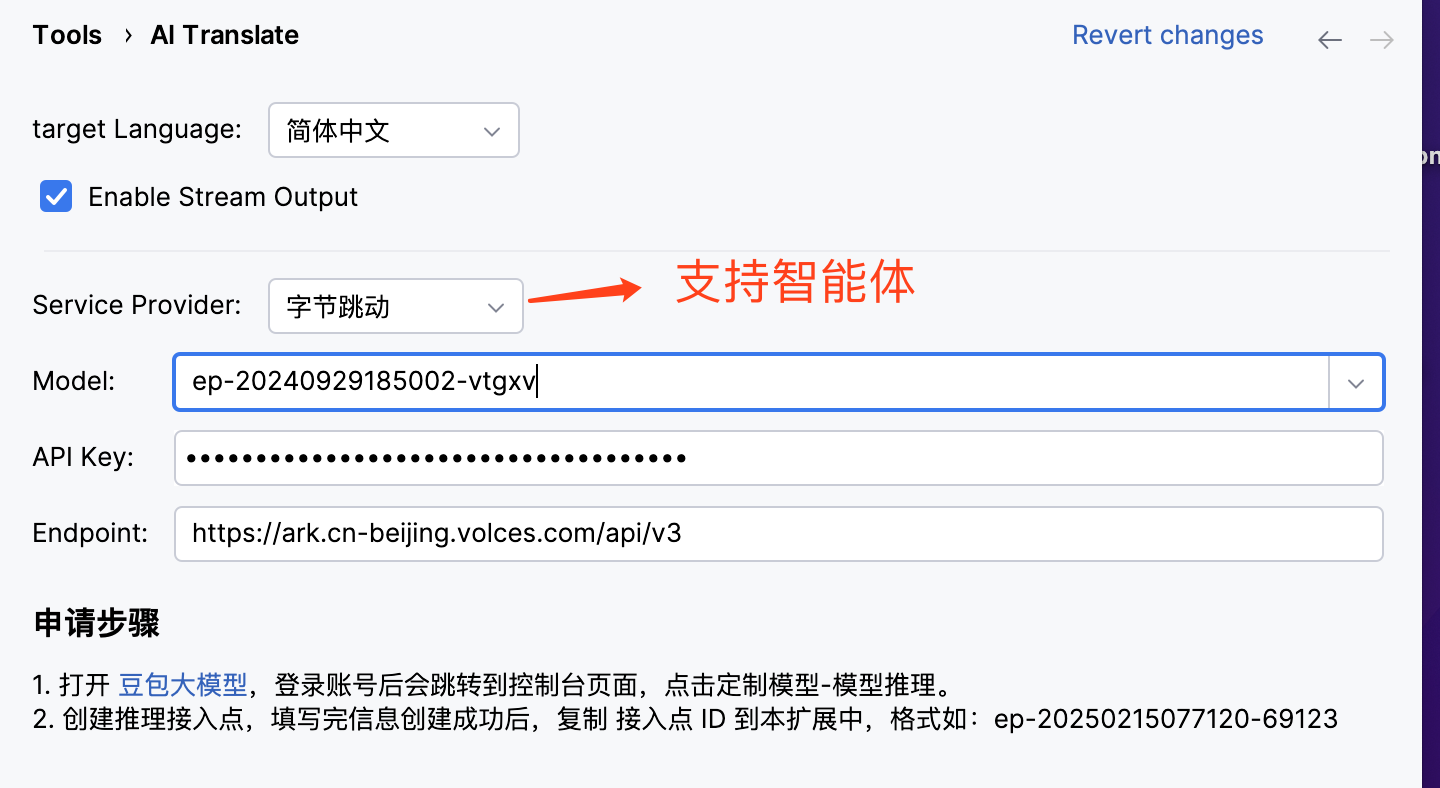 Tools › AI Translate Revert changes ← →
target Language: 简体中文
Enable Stream Output
支持智能体
Service Provider: 字节跳动
Model: ep-20240929185002-vtgxv
API Key: ••••••••••••••••••••••••••••••••••••
Endpoint: https://ark.cn-beijing.volces.com/api/v3
申请步骤
1. 打开 豆包大模型，登录账号后会跳转到控制台页面，点击定制模型-模型推理。
2. 创建推理接入点，填写完信息创建成功后，复制 接入点 ID 到本扩展中，格式如：ep-20250215077120-69123